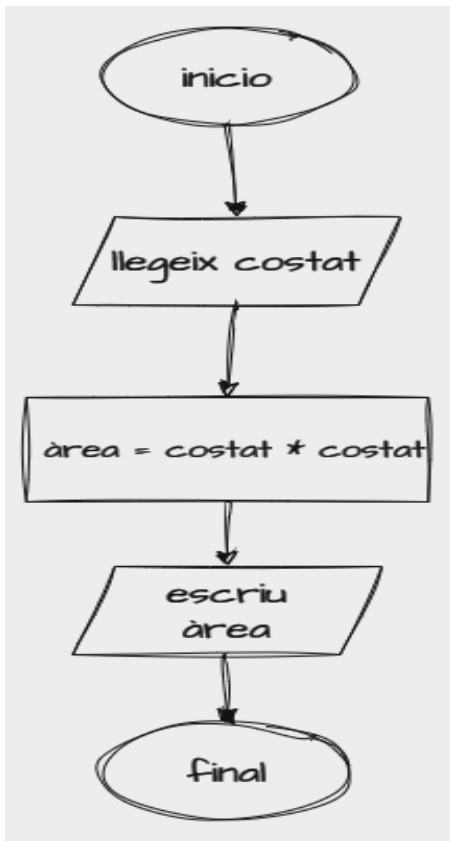 inicio
llegeix costat
àrea = costat * costat
escriu
àrea
final